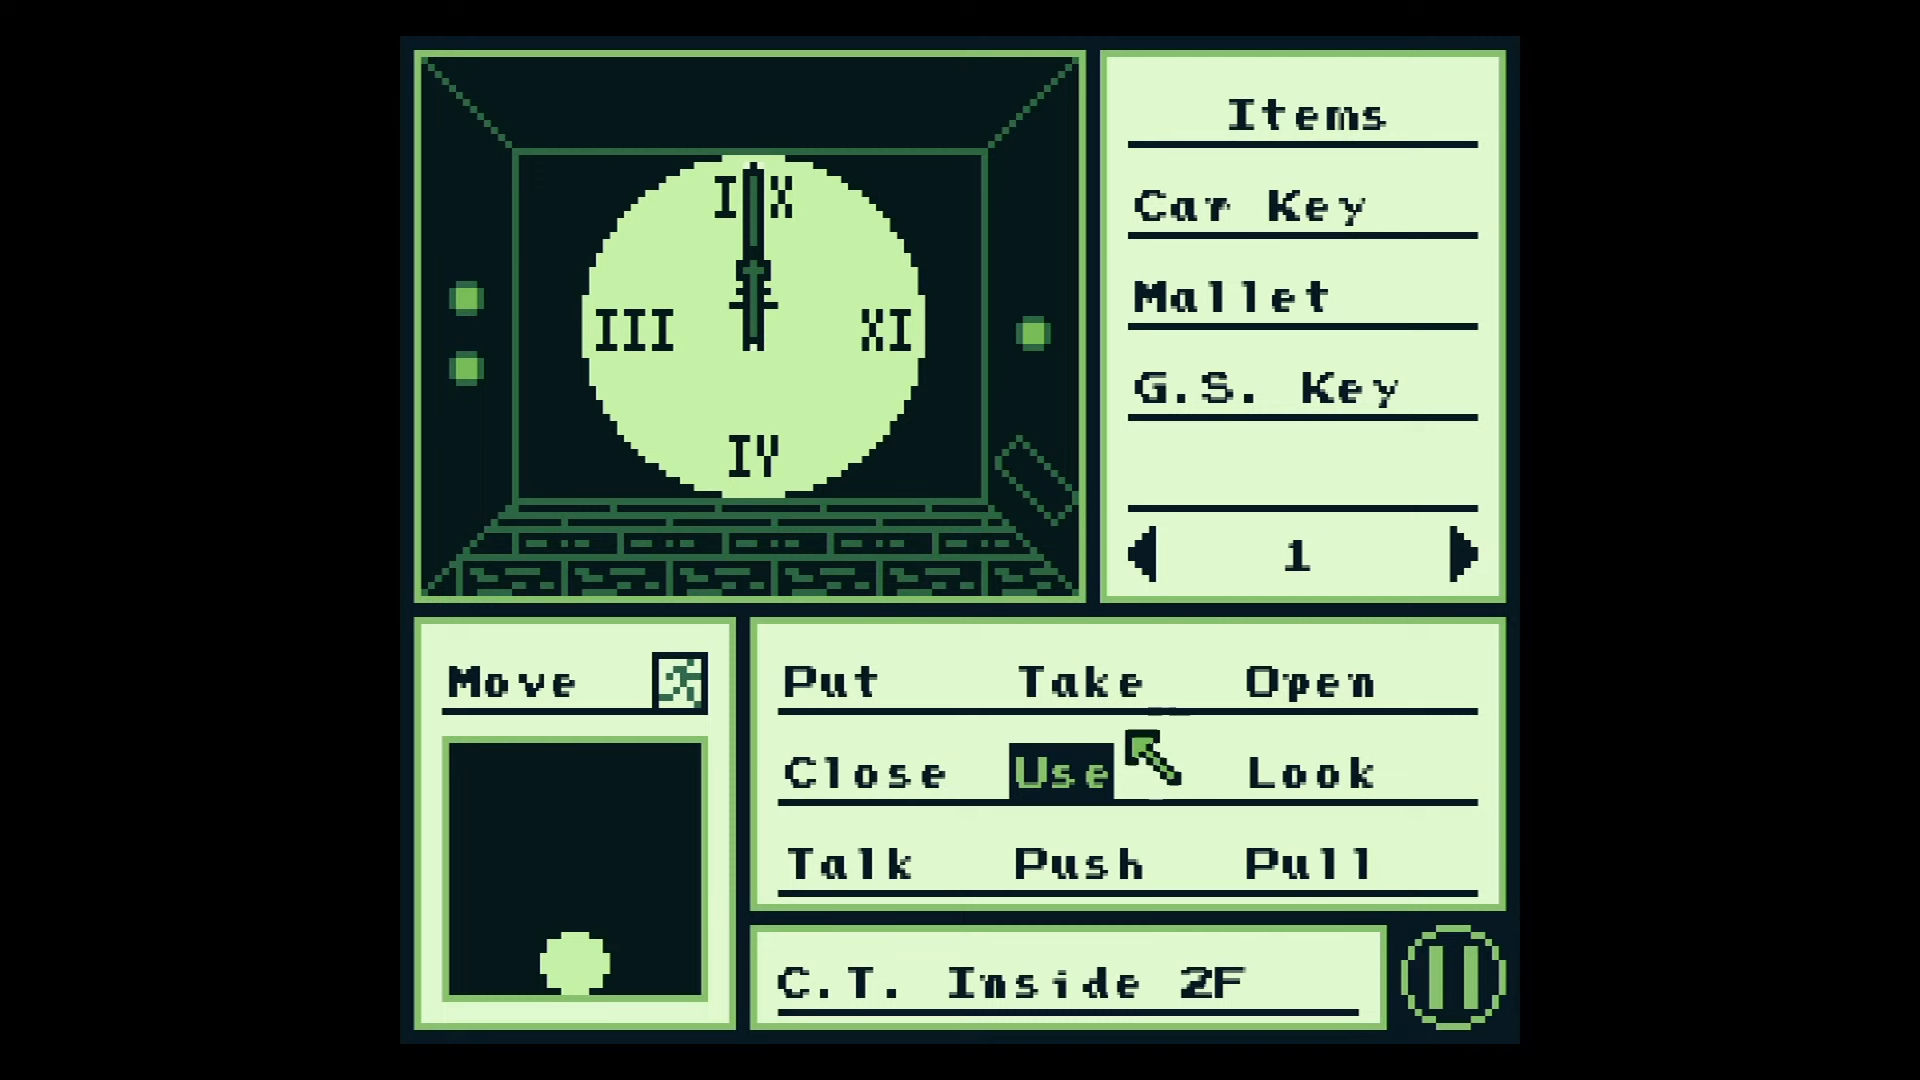 IX
III XI
IV
Items
Car Key
Mallet
G.S. Key
1
Move
Put Take Open
Close Use Look
Talk Push Pull
C.T. Inside 2F